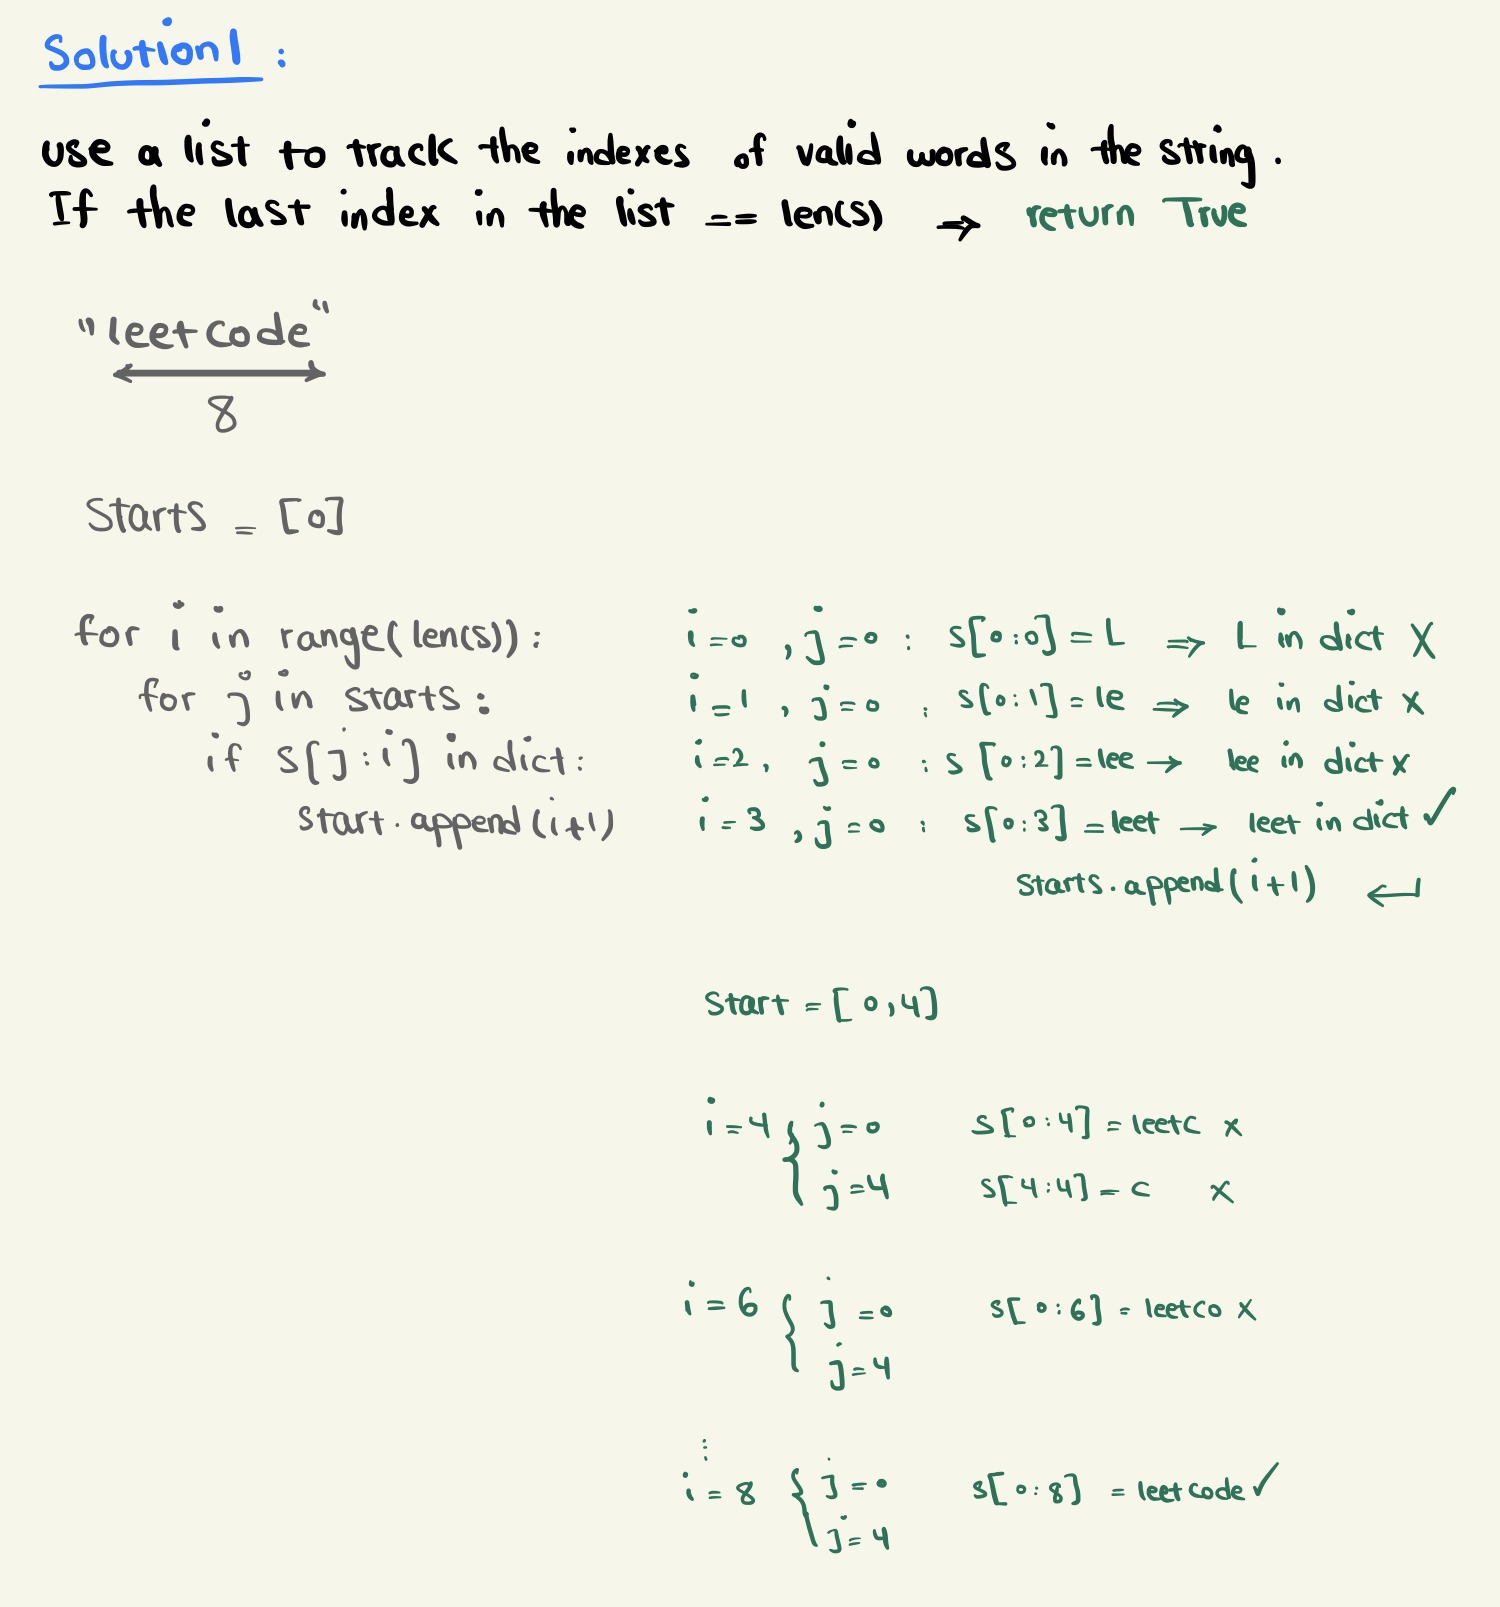 Solution 1 :
use a list to track the indexes of valid words in the string.
If the last index in the list == len(s) → return True
"leetcode"
8
Starts = [0]
for i in range(len(s)):
for j in starts:
if s[j:i] in dict:
start.append(i+1)
i=0 , j=0 : s[0:0] = L ⇒ L in dict X
i=1 , j=0 : s[0:1] = le ⇒ le in dict x
i=2, j=0 : s[0:2] = lee → lee in dict x
i=3 , j=0 : s[0:3] = leet → leet in dict ✓
starts.append(i+1) ←
Start = [0,4]
i=4 { j=0 s[0:4] = leetc x
j=4 s[4:4] = c x
i=6 { j=0 s[0:6] = leetco x
j=4
⋮
i=8 { j=0 s[0:8] = leetcode ✓
j=4